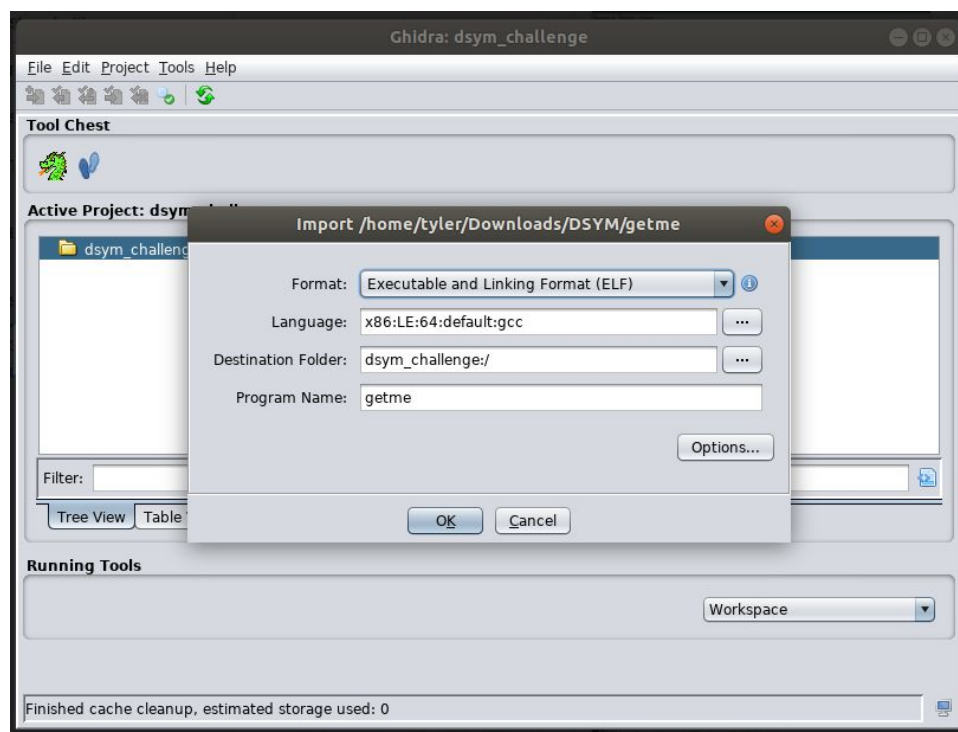 Ghidra: dsym_challenge
File Edit Project Tools Help
Tool Chest
Active Project:
Import /home/tyler/Downloads/DSYM/getme
Format: Executable and Linking Format (ELF)
Language: x86:LE:64:default:gcc ...
Destination Folder: dsym_challenge:/ ...
Program Name: getme
Options...
Filter:
Tree View Table
OK Cancel
Running Tools
Workspace
Finished cache cleanup, estimated storage used: 0